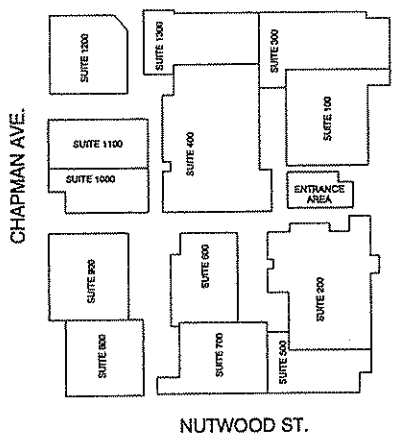 SUITE 1200
SUITE 1300
SUITE 300
SUITE 100
SUITE 400
SUITE 1100
SUITE 1000
ENTRANCE
AREA
CHAPMAN AVE.
SUITE 900
SUITE 600
SUITE 200
SUITE 800
SUITE 700
SUITE 500
NUTWOOD ST.